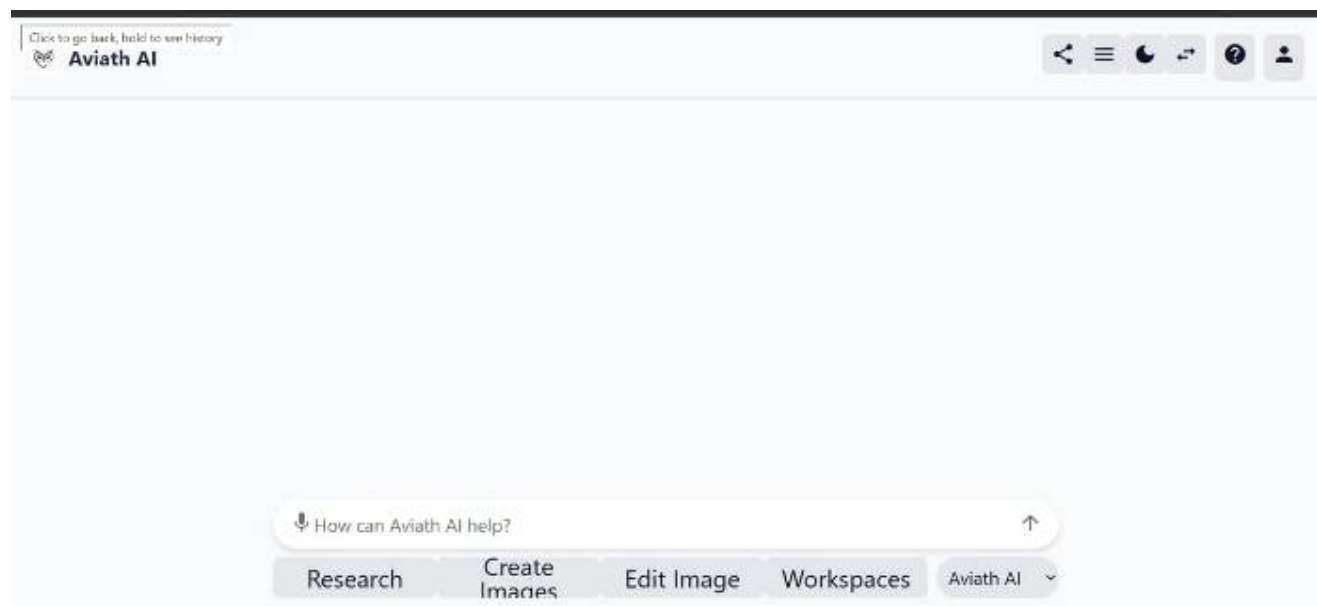 Click to go back, hold to see history
Aviath AI
How can Aviath AI help?
Research
Create
Images
Edit Image
Workspaces
Aviath AI